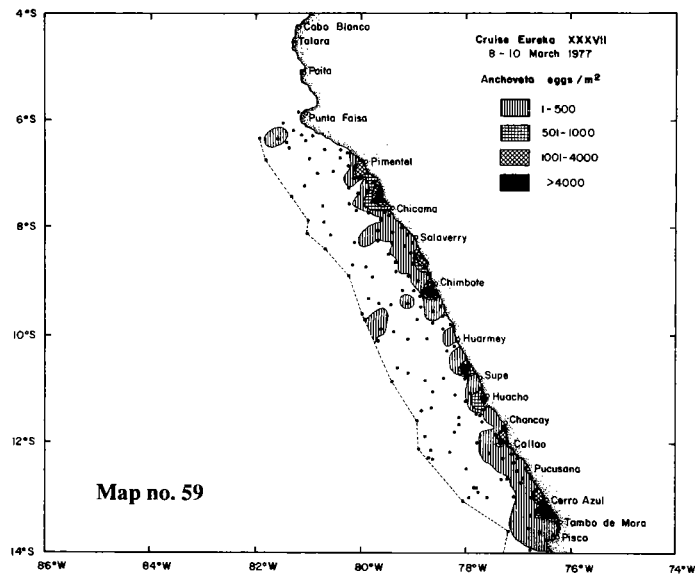 4°S
Cabo Blanco
Talara
Paita
Cruise Eureka XXXVII
8 - 10 March 1977
Anchoveta eggs/m²
1-500
501-1000
1001-4000
>4000
6°S
Punta Falsa
Pimentel
Chicama
8°S
Salaverry
Chimbote
10°S
Huarmey
Supe
Huacho
Chancay
12°S
Callao
Pucusana
Map no. 59
Cerro Azul
Tambo de Mora
Pisco
14°S
86°W
84°W
82°W
80°W
78°W
76°W
74°W